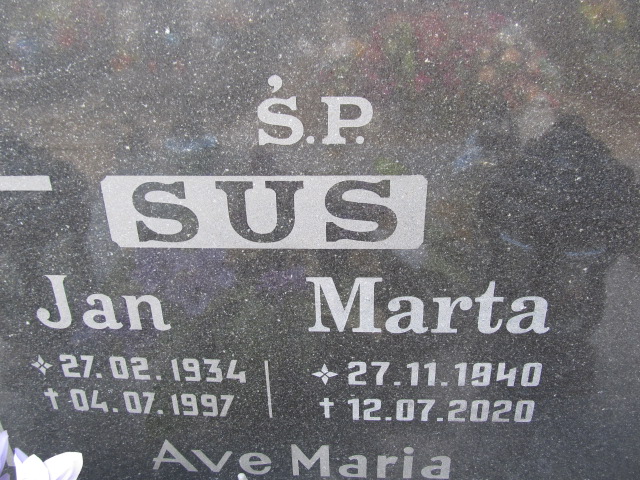 Ś.P.
SUS
Jan Marta
27.02.1934 27.11.1940
† 04.07.1997 † 12.07.2020
Ave Maria